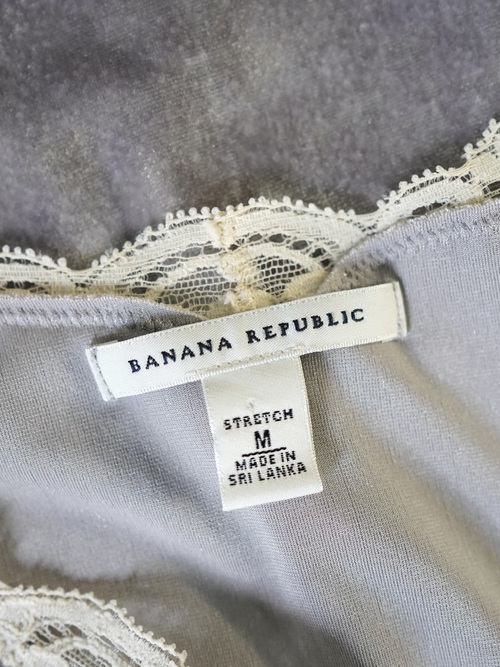 BANANA REPUBLIC
STRETCH
M
MADE IN
SRI LANKA